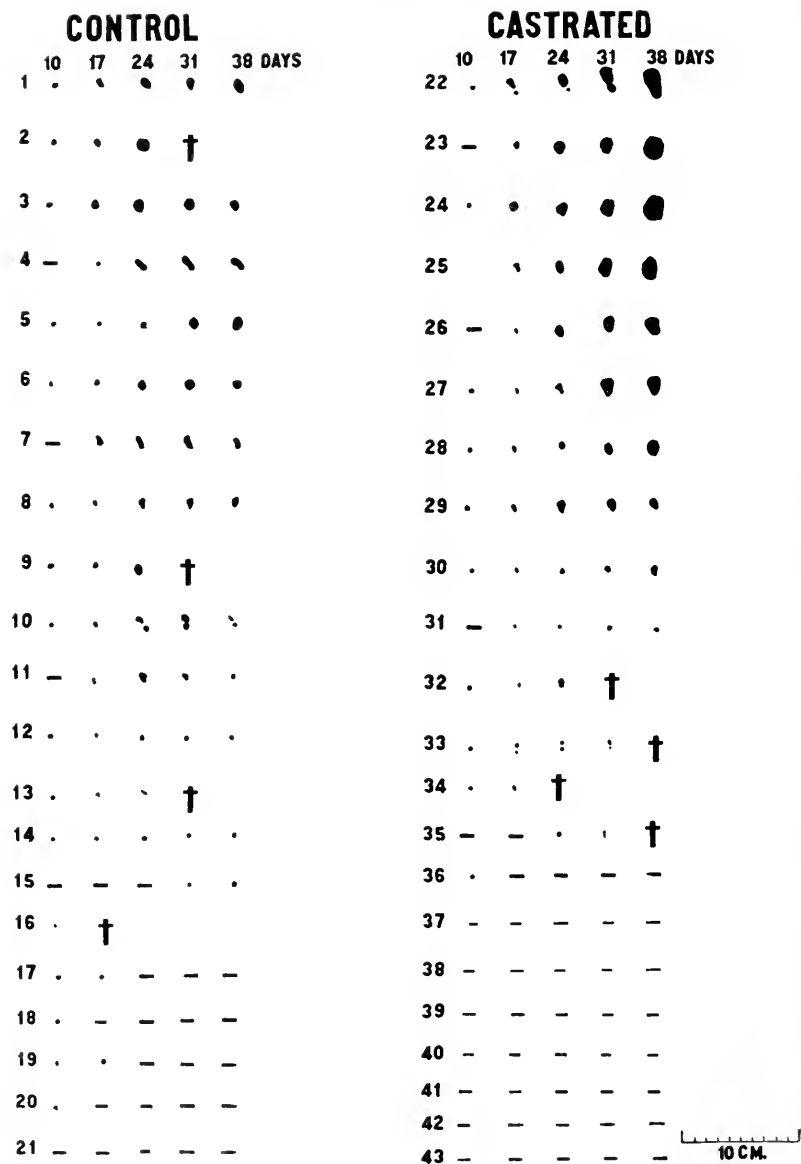 CONTROL
10 17 24 31 38 DAYS
1
2 †
3
4 –
5
6
7 –
8
9 †
10
11 –
12
13 †
14
15 – – –
16 †
17 – – –
18 – – – –
19 – – –
20 – – – –
21 – – – – –
CASTRATED
10 17 24 31 38 DAYS
22
23 –
24
25
26 –
27
28
29
30
31 –
32 †
33 †
34 †
35 – – †
36 – – – –
37 – – – – –
38 – – – – –
39 – – – – –
40 – – – – –
41 – – – – –
42 – – – – –
43 – – – – –
10 CM.